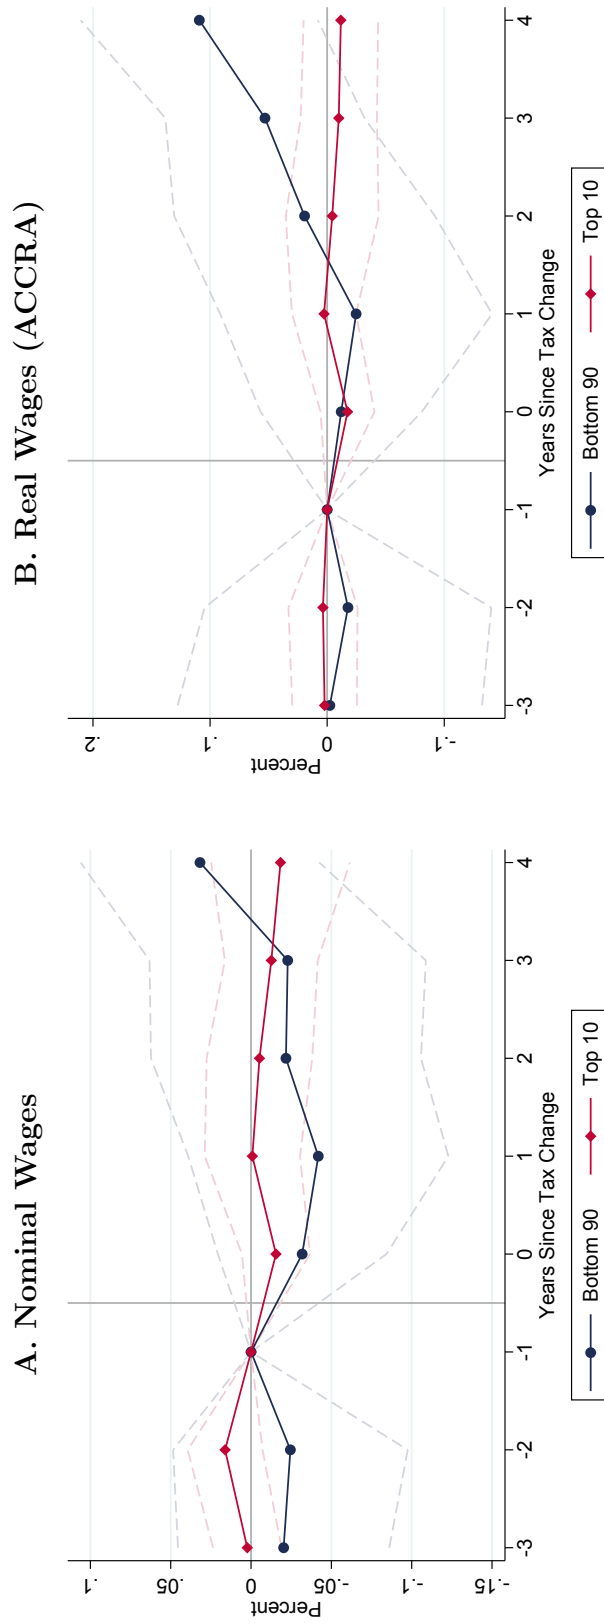 A. Nominal Wages
Percent
.1
.05
0
-.05
-.1
-.15
-3 -2 -1 0 1 2 3 4
Years Since Tax Change
Bottom 90 Top 10
B. Real Wages (ACCRA)
Percent
.2
.1
0
-.1
-3 -2 -1 0 1 2 3 4
Years Since Tax Change
Bottom 90 Top 10